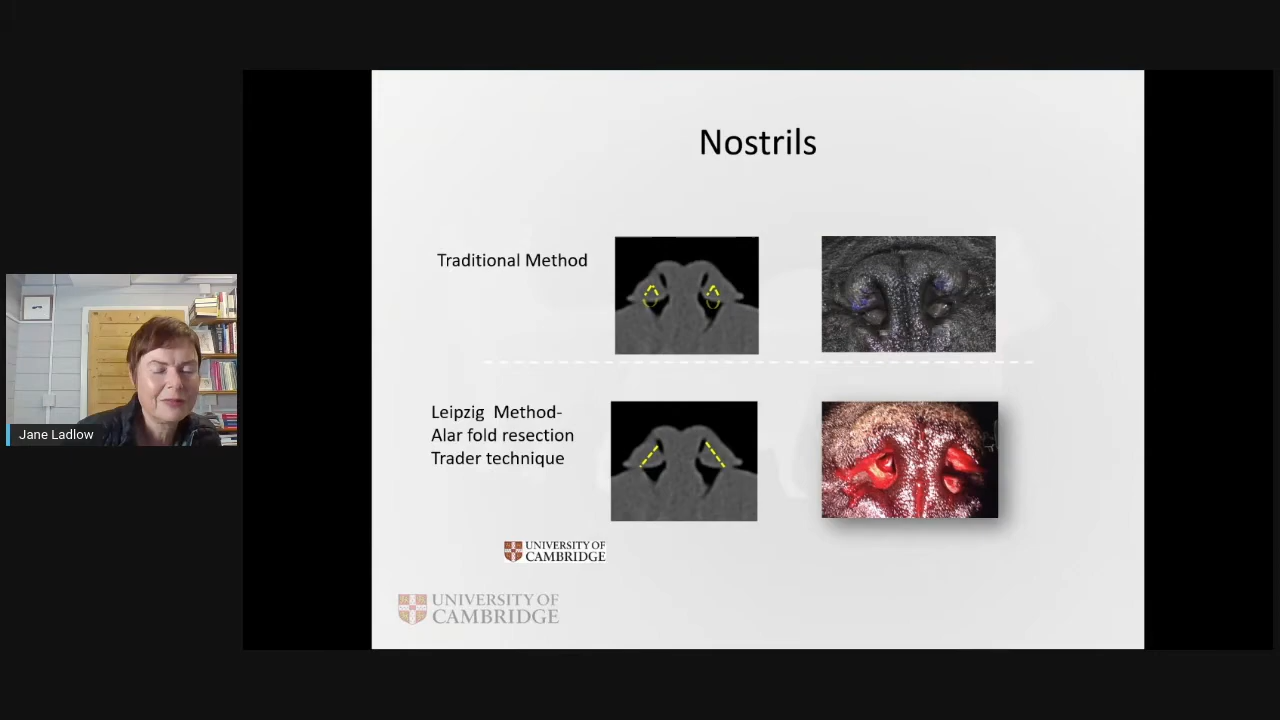 Nostrils
Traditional Method
Leipzig Method-
Alar fold resection
Trader technique
UNIVERSITY OF
CAMBRIDGE
UNIVERSITY OF
CAMBRIDGE
Jane Ladlow